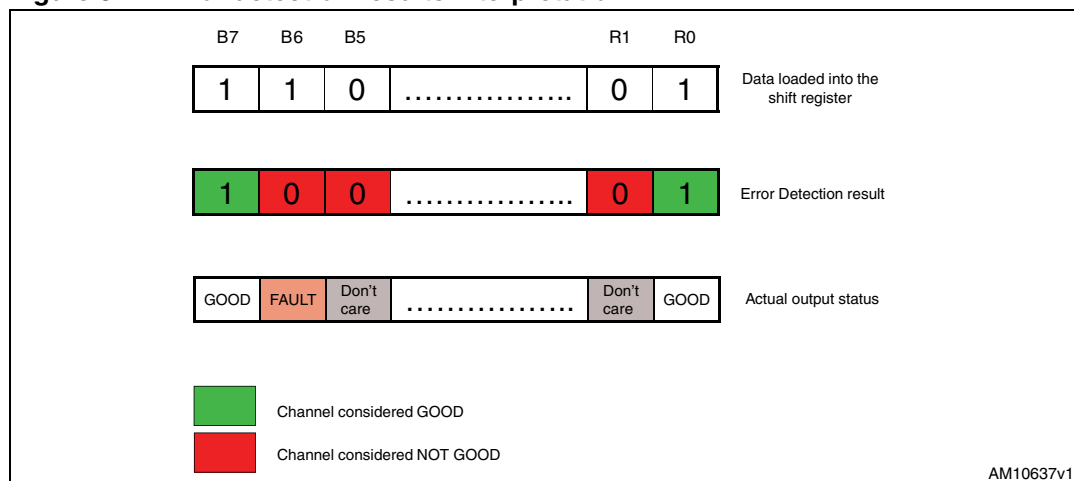 B7 B6 B5 R1 R0
1 1 0 ................. 0 1 Data loaded into the
shift register
1 0 0 ................. 0 1 Error Detection result
GOOD FAULT Don't care ................. Don't care GOOD Actual output status
Channel considered GOOD
Channel considered NOT GOOD
AM10637v1